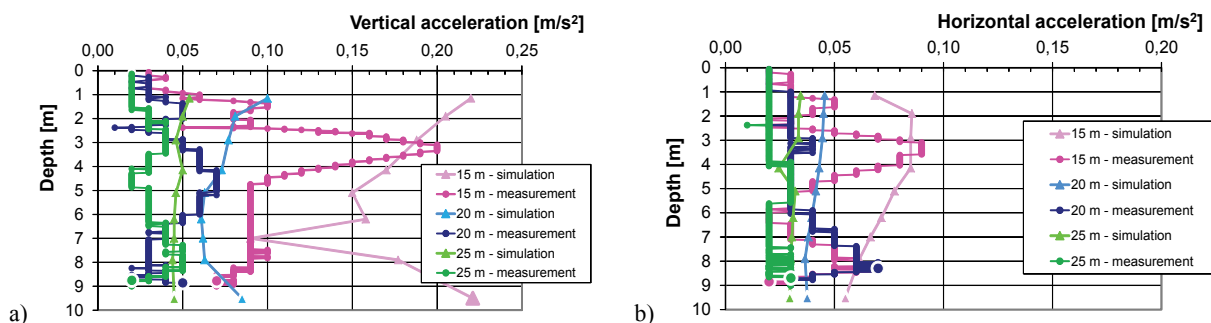 Vertical acceleration [m/s²]
0,00 0,05 0,10 0,15 0,20 0,25
Depth [m]
0
1
2
3
4
5
6
7
8
9
10
15 m - simulation
15 m - measurement
20 m - simulation
20 m - measurement
25 m - simulation
25 m - measurement
a)
Horizontal acceleration [m/s²]
0,00 0,05 0,10 0,15 0,20
Depth [m]
0
1
2
3
4
5
6
7
8
9
10
15 m - simulation
15 m - measurement
20 m - simulation
20 m - measurement
25 m - simulation
25 m - measurement
b)